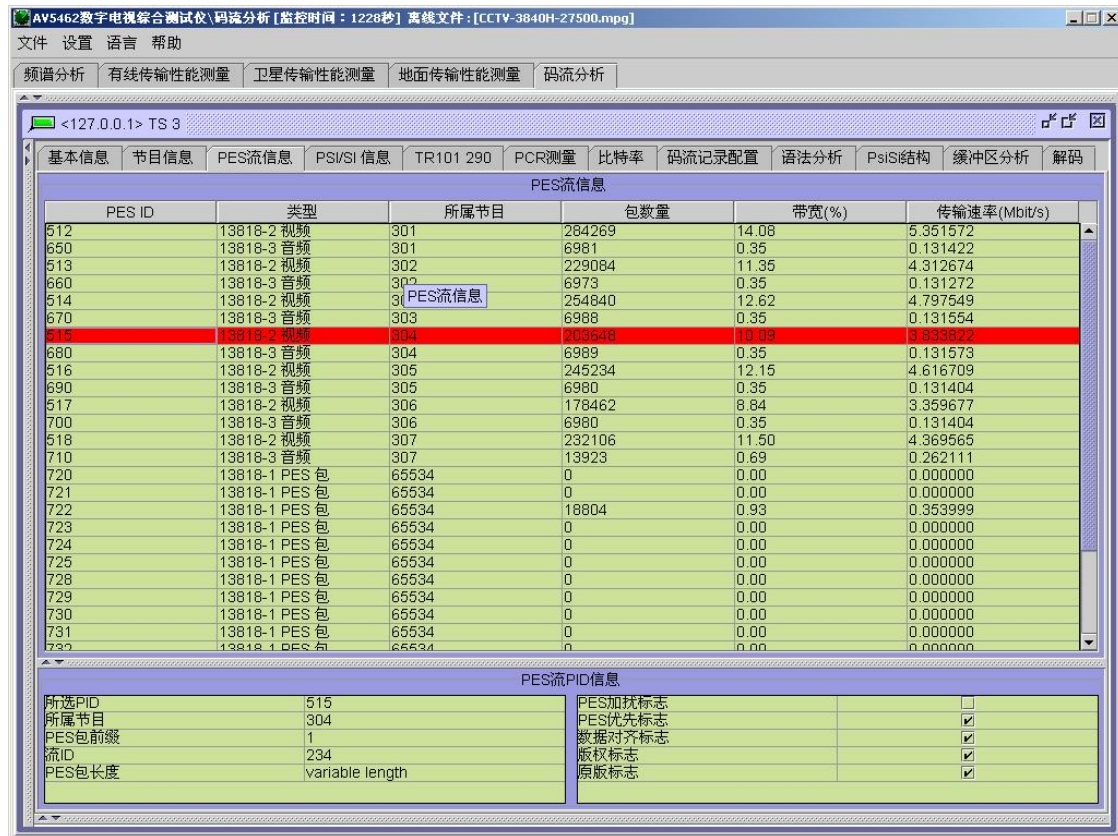 AV5462数字电视综合测试仪\码流分析[监控时间：1228秒] 离线文件:[CCTV-3840H-27500.mpg]
文件 设置 语言 帮助
频谱分析 有线传输性能测量 卫星传输性能测量 地面传输性能测量 码流分析
<127.0.0.1> TS 3
基本信息 节目信息 PES流信息 PSI/SI 信息 TR101 290 PCR测量 比特率 码流记录配置 语法分析 PsiSi结构 缓冲区分析 解码
PES流信息
PES ID 类型 所属节目 包数量 带宽(%) 传输速率(Mbit/s)
512 13818-2 视频 301 284269 14.08 5.351572
650 13818-3 音频 301 6981 0.35 0.131422
513 13818-2 视频 302 229084 11.35 4.312674
660 13818-3 音频 302 6973 0.35 0.131272
514 13818-2 视频 254840 12.62 4.797549
PES流信息
670 13818-3 音频 303 6988 0.35 0.131554
515 13818-2 视频 304 203648 10.09 3.833822
680 13818-3 音频 304 6989 0.35 0.131573
516 13818-2 视频 305 245234 12.15 4.616709
690 13818-3 音频 305 6980 0.35 0.131404
517 13818-2 视频 306 178462 8.84 3.359677
700 13818-3 音频 306 6980 0.35 0.131404
518 13818-2 视频 307 232106 11.50 4.369565
710 13818-3 音频 307 13923 0.69 0.262111
720 13818-1 PES 包 65534 0 0.00 0.000000
721 13818-1 PES 包 65534 0 0.00 0.000000
722 13818-1 PES 包 65534 18804 0.93 0.353999
723 13818-1 PES 包 65534 0 0.00 0.000000
724 13818-1 PES 包 65534 0 0.00 0.000000
725 13818-1 PES 包 65534 0 0.00 0.000000
728 13818-1 PES 包 65534 0 0.00 0.000000
729 13818-1 PES 包 65534 0 0.00 0.000000
730 13818-1 PES 包 65534 0 0.00 0.000000
731 13818-1 PES 包 65534 0 0.00 0.000000
732 13818-1 PES 包 65534 0 0.00 0.000000
PES流PID信息
所选PID 515 PES加扰标志
所属节目 304 PES优先标志
PES包前缀 1 数据对齐标志
流ID 234 版权标志
PES包长度 variable length 原版标志